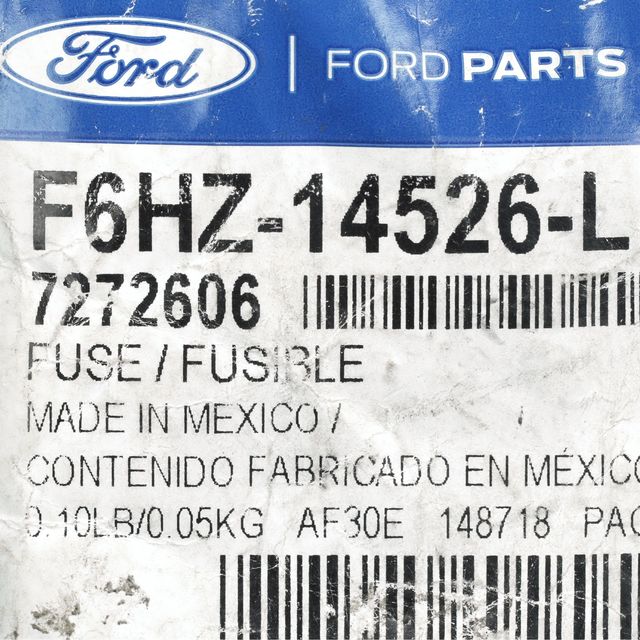 Ford | FORD PARTS
F6HZ-14526-L
7272606
FUSE / FUSIBLE
MADE IN MEXICO /
CONTENIDO FABRICADO EN MÉXICO
0.10LB/0.05KG AF30E 148718 PAC